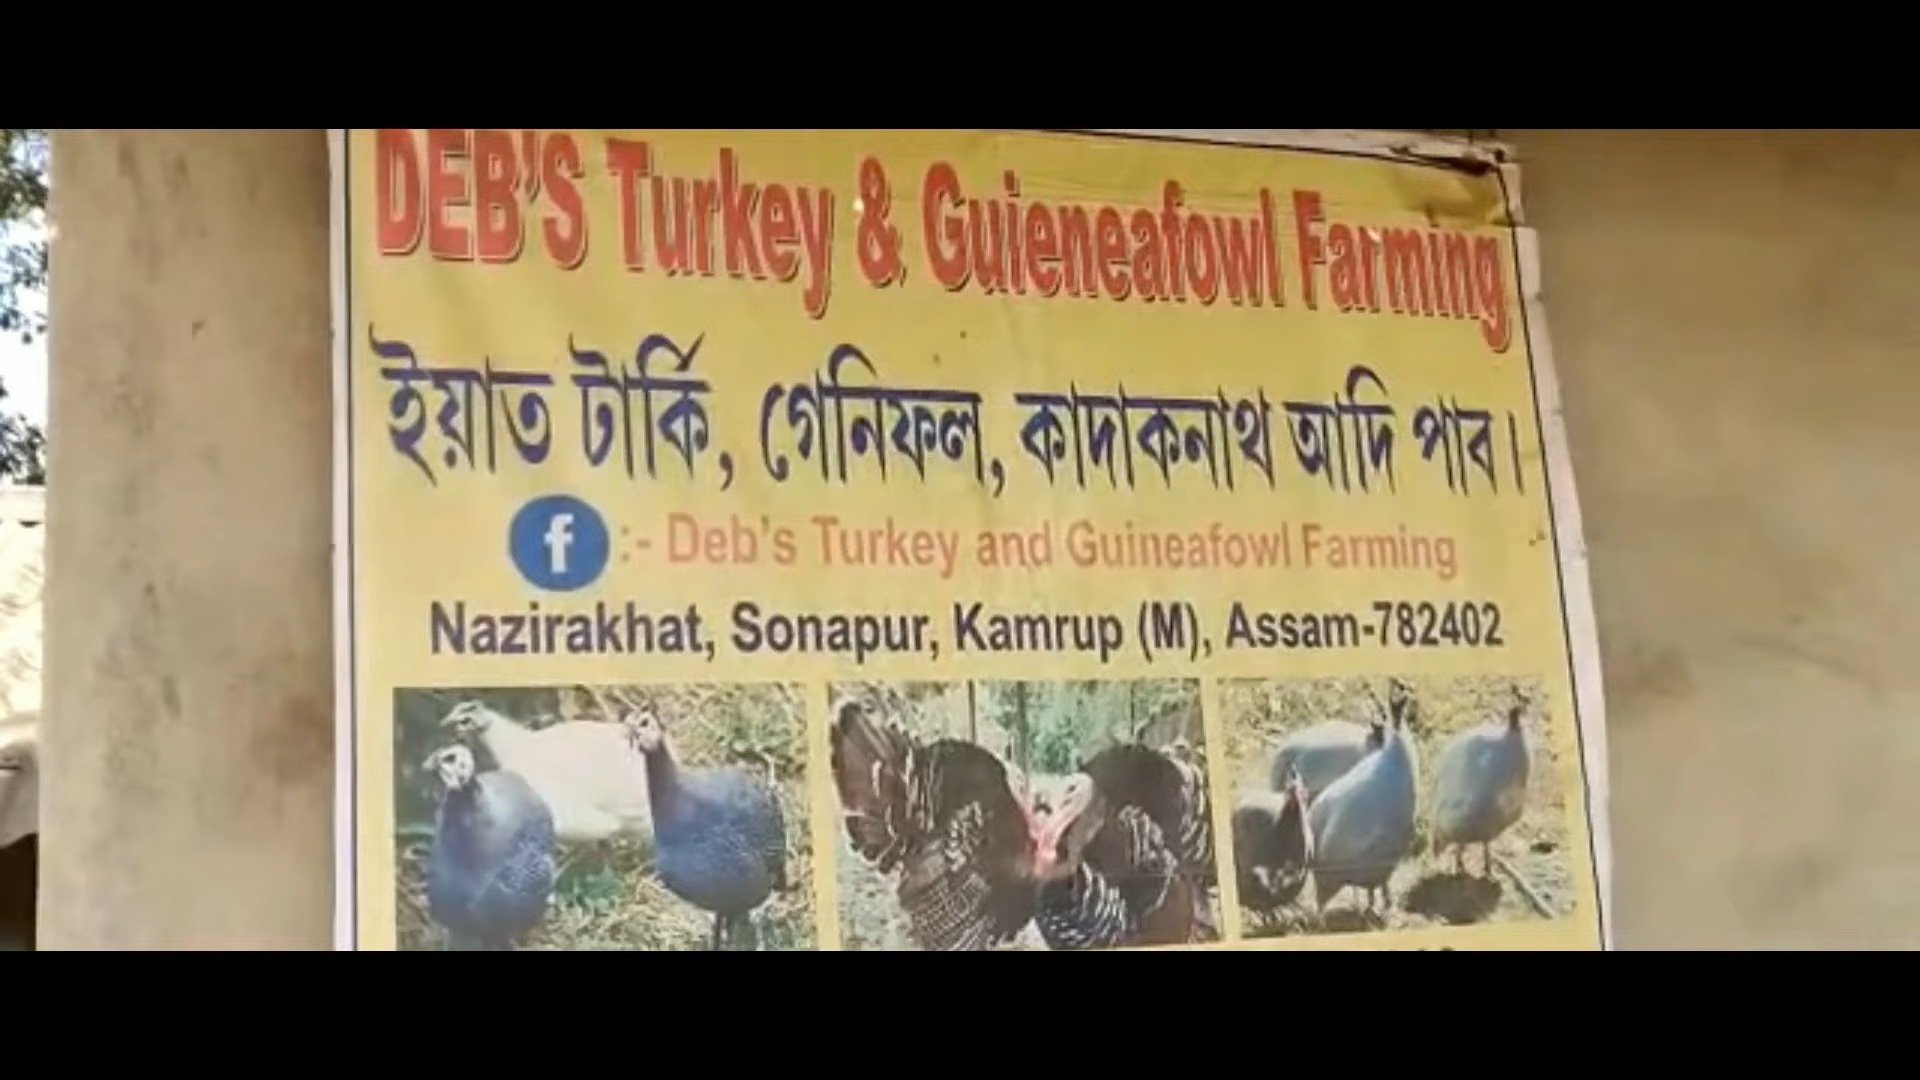 DEB'S Turkey & Guieneafowl Farming
ইয়াত টার্কি, গেনিফল, কাদাকনাথ আদি পাব।
f :- Deb's Turkey and Guineafowl Farming
Nazirakhat, Sonapur, Kamrup (M), Assam-782402